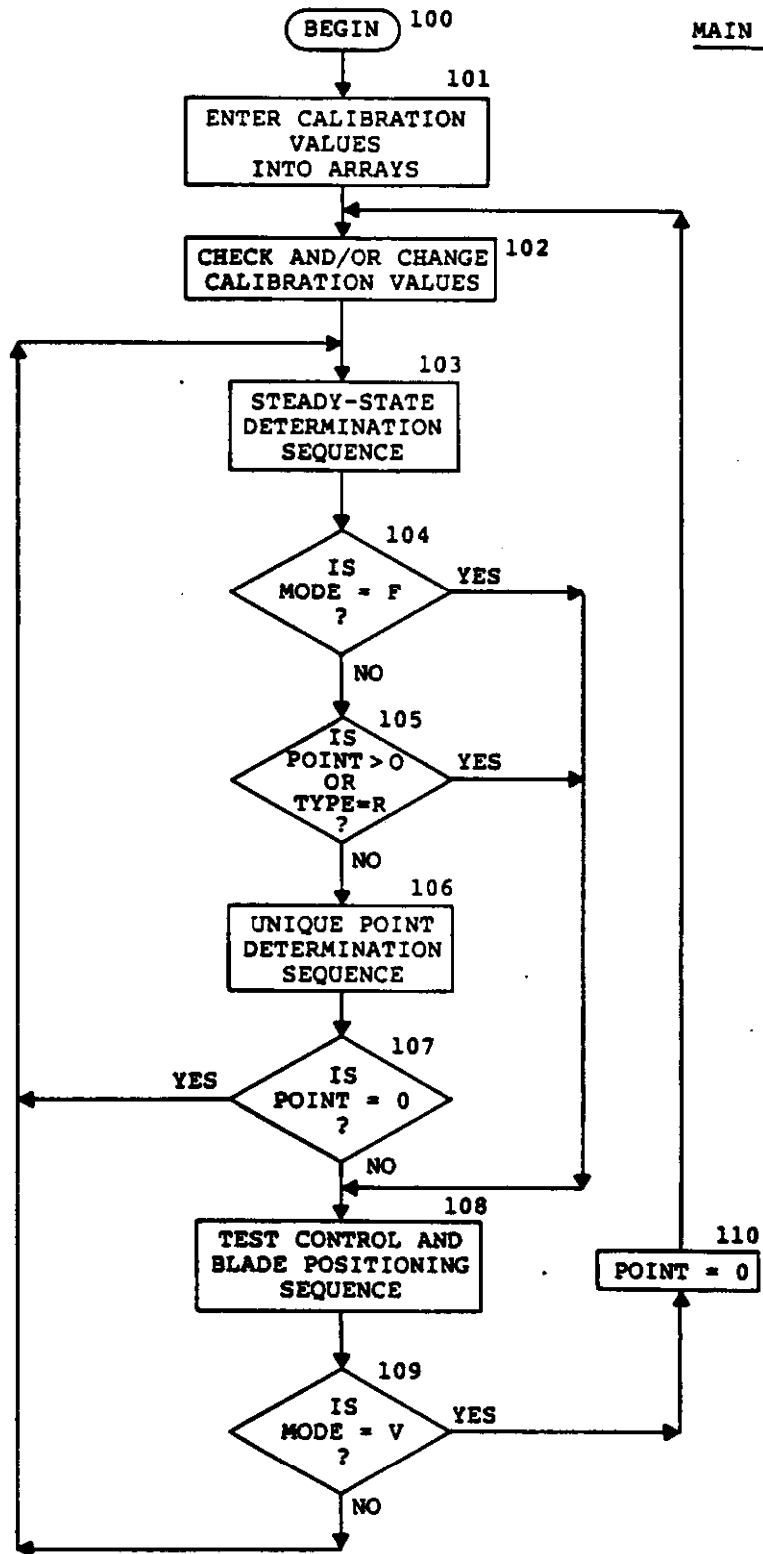 BEGIN 100
MAIN
101
ENTER CALIBRATION
VALUES
INTO ARRAYS
CHECK AND/OR CHANGE
CALIBRATION VALUES
102
103
STEADY-STATE
DETERMINATION
SEQUENCE
104
IS
MODE = F
?
YES
NO
105
IS
POINT>O
OR
TYPE=R
?
YES
NO
106
UNIQUE POINT
DETERMINATION
SEQUENCE
107
IS
POINT = 0
?
YES
NO
108
TEST CONTROL AND
BLADE POSITIONING
SEQUENCE
110
POINT = 0
109
IS
MODE = V
?
YES
NO